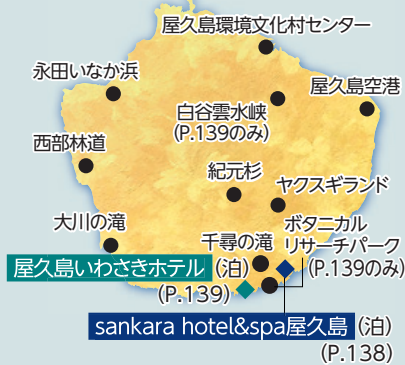 屋久島環境文化村センター
永田いなか浜
屋久島空港
白谷雲水峡
(P.139のみ)
西部林道
紀元杉
ヤクスギランド
大川の滝
ボタニカル
リサーチパーク
(P.139のみ)
千尋の滝
屋久島いわさきホテル(泊)
(P.139)
sankara hotel&spa屋久島(泊)
(P.138)